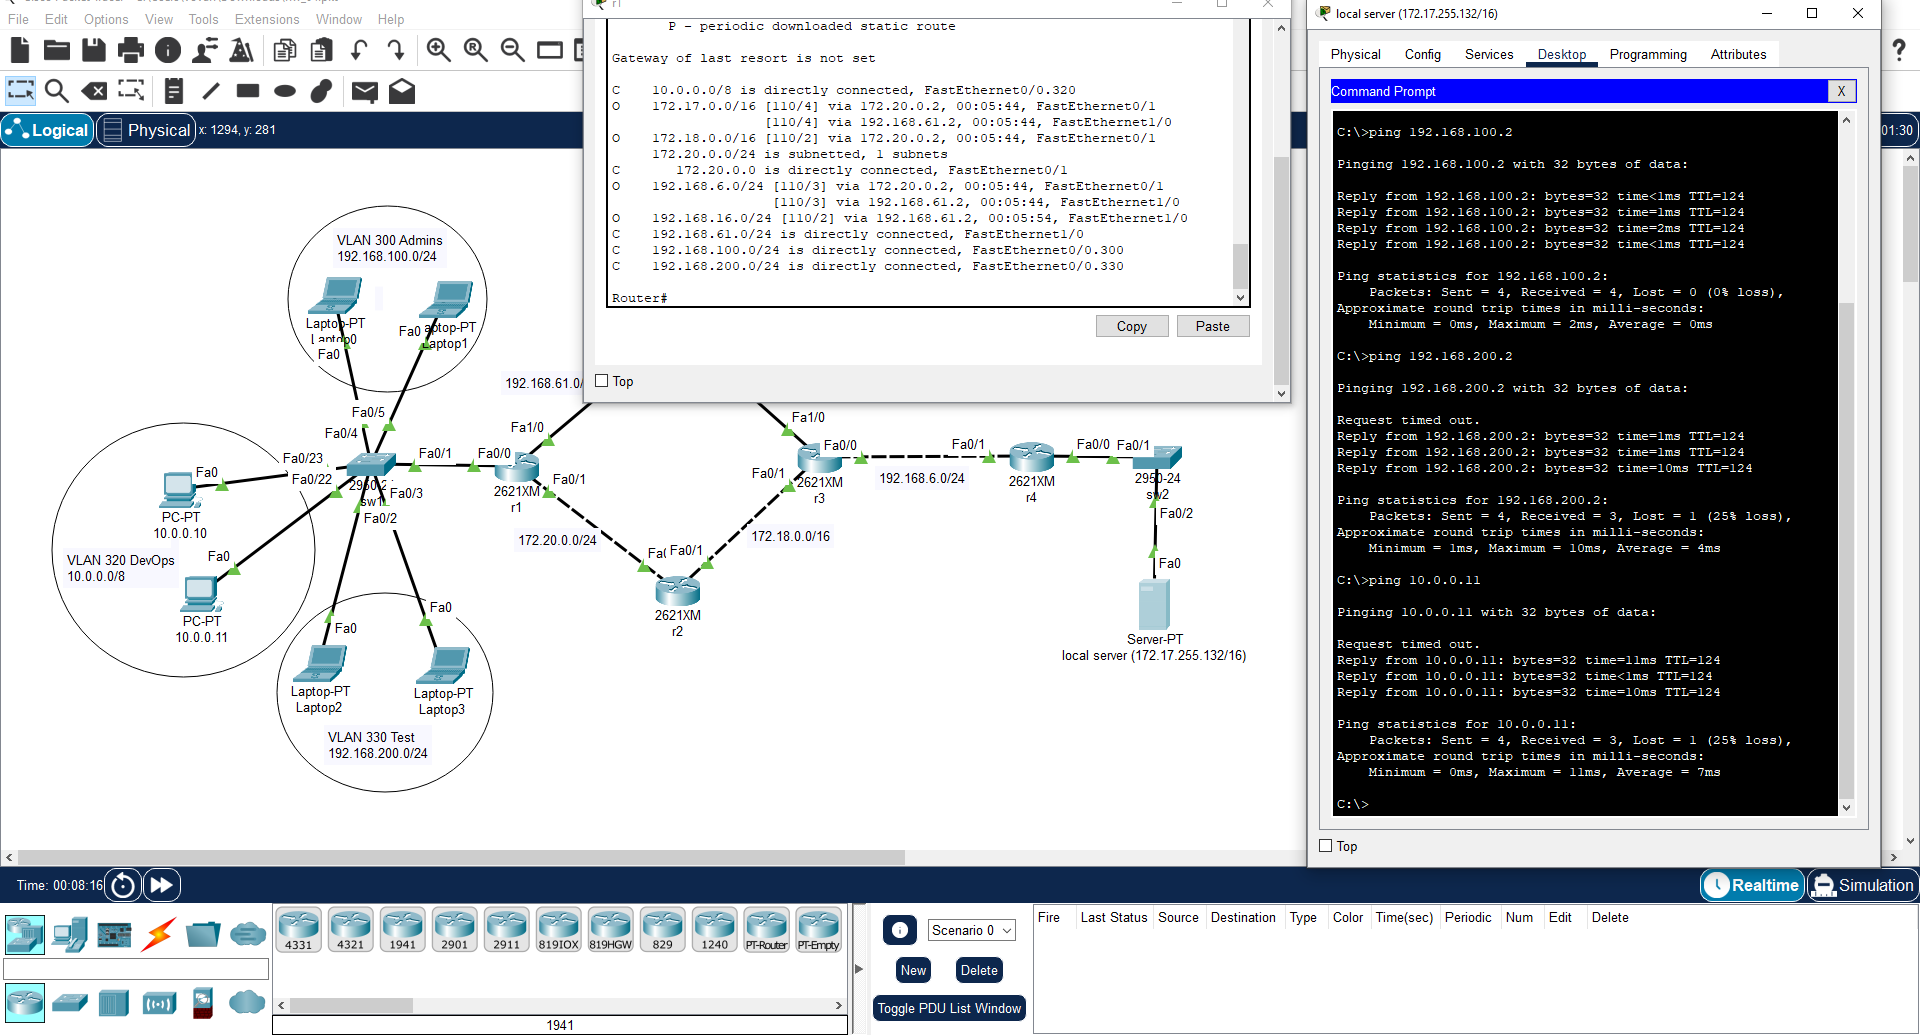 File Edit Options View Tools Extensions Window Help
Logical Physical x: 1294, y: 281
01:30
r1
P - periodic downloaded static route
Gateway of last resort is not set
C    10.0.0.0/8 is directly connected, FastEthernet0/0.320
O    172.17.0.0/16 [110/4] via 172.20.0.2, 00:05:44, FastEthernet0/1
[110/4] via 192.168.61.2, 00:05:44, FastEthernet1/0
O    172.18.0.0/16 [110/2] via 172.20.0.2, 00:05:44, FastEthernet0/1
172.20.0.0/24 is subnetted, 1 subnets
C       172.20.0.0 is directly connected, FastEthernet0/1
O    192.168.6.0/24 [110/3] via 172.20.0.2, 00:05:44, FastEthernet0/1
[110/3] via 192.168.61.2, 00:05:44, FastEthernet1/0
O    192.168.16.0/24 [110/2] via 192.168.61.2, 00:05:54, FastEthernet1/0
C    192.168.61.0/24 is directly connected, FastEthernet1/0
C    192.168.100.0/24 is directly connected, FastEthernet0/0.300
C    192.168.200.0/24 is directly connected, FastEthernet0/0.330
Router#
Copy Paste
Top
VLAN 300 Admins
192.168.100.0/24
Laptop-PT
Laptop0
Fa0
Fa0
aptop-PT
aptop1
192.168.61.0/
Fa0/5
Fa0/4
Fa0/23
Fa0/22
Fa0/1
Fa0/0
Fa1/0
Fa0/1
Fa0/3
Fa0/2
sw1
2621XM
r1
Fa0
PC-PT
10.0.0.10
VLAN 320 DevOps
10.0.0.0/8
Fa0
PC-PT
10.0.0.11
Fa0
Fa0
Laptop-PT
Laptop2
Laptop-PT
Laptop3
VLAN 330 Test
192.168.200.0/24
172.20.0.0/24
Fa0/1
2621XM
r2
172.18.0.0/16
Fa1/0
Fa0/0
Fa0/1
2621XM
r3
192.168.6.0/24
Fa0/1
Fa0/0
2621XM
r4
Fa0/1
2950-24
sw2
Fa0/2
Fa0
Server-PT
local server (172.17.255.132/16)
local server (172.17.255.132/16)
Physical Config Services Desktop Programming Attributes
Command Prompt
X
C:\>ping 192.168.100.2
Pinging 192.168.100.2 with 32 bytes of data:
Reply from 192.168.100.2: bytes=32 time<1ms TTL=124
Reply from 192.168.100.2: bytes=32 time=1ms TTL=124
Reply from 192.168.100.2: bytes=32 time=2ms TTL=124
Reply from 192.168.100.2: bytes=32 time<1ms TTL=124
Ping statistics for 192.168.100.2:
Packets: Sent = 4, Received = 4, Lost = 0 (0% loss),
Approximate round trip times in milli-seconds:
Minimum = 0ms, Maximum = 2ms, Average = 0ms
C:\>ping 192.168.200.2
Pinging 192.168.200.2 with 32 bytes of data:
Request timed out.
Reply from 192.168.200.2: bytes=32 time=1ms TTL=124
Reply from 192.168.200.2: bytes=32 time=1ms TTL=124
Reply from 192.168.200.2: bytes=32 time=10ms TTL=124
Ping statistics for 192.168.200.2:
Packets: Sent = 4, Received = 3, Lost = 1 (25% loss),
Approximate round trip times in milli-seconds:
Minimum = 1ms, Maximum = 10ms, Average = 4ms
C:\>ping 10.0.0.11
Pinging 10.0.0.11 with 32 bytes of data:
Request timed out.
Reply from 10.0.0.11: bytes=32 time=11ms TTL=124
Reply from 10.0.0.11: bytes=32 time<1ms TTL=124
Reply from 10.0.0.11: bytes=32 time=10ms TTL=124
Ping statistics for 10.0.0.11:
Packets: Sent = 4, Received = 3, Lost = 1 (25% loss),
Approximate round trip times in milli-seconds:
Minimum = 0ms, Maximum = 11ms, Average = 7ms
C:\>
Top
Time: 00:08:16
Realtime Simulation
4331 4321 1941 2901 2911 819IOX 819HGW 829 1240 PT-Router PT-Empty
1941
Scenario 0
New Delete
Toggle PDU List Window
Fire Last Status Source Destination Type Color Time(sec) Periodic Num Edit Delete